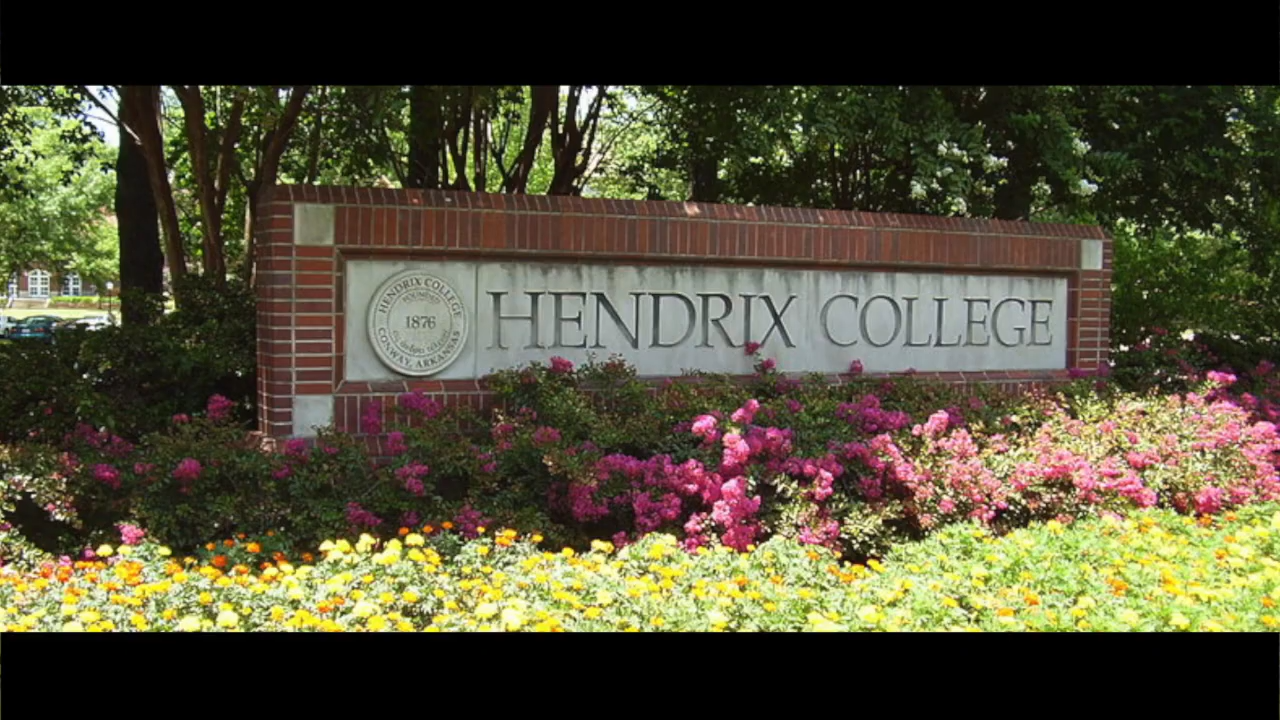 HENDRIX COLLEGE
FOUNDED
1876
CONWAY, ARKANSAS
HENDRIX COLLEGE